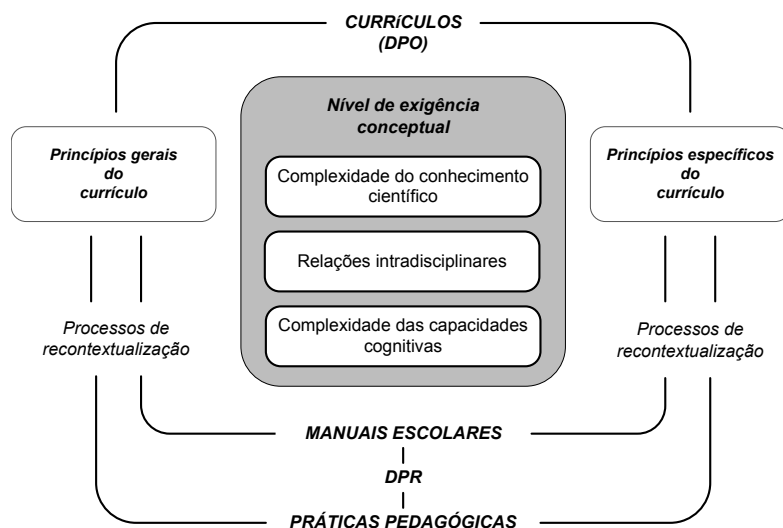 CURRíCULOS
(DPO)
Nível de exigência
conceptual
Princípios gerais
do
currículo
Princípios específicos
do
currículo
Complexidade do conhecimento
científico
Relações intradisciplinares
Complexidade das capacidades
cognitivas
Processos de
recontextualização
Processos de
recontextualização
MANUAIS ESCOLARES
DPR
PRÁTICAS PEDAGÓGICAS